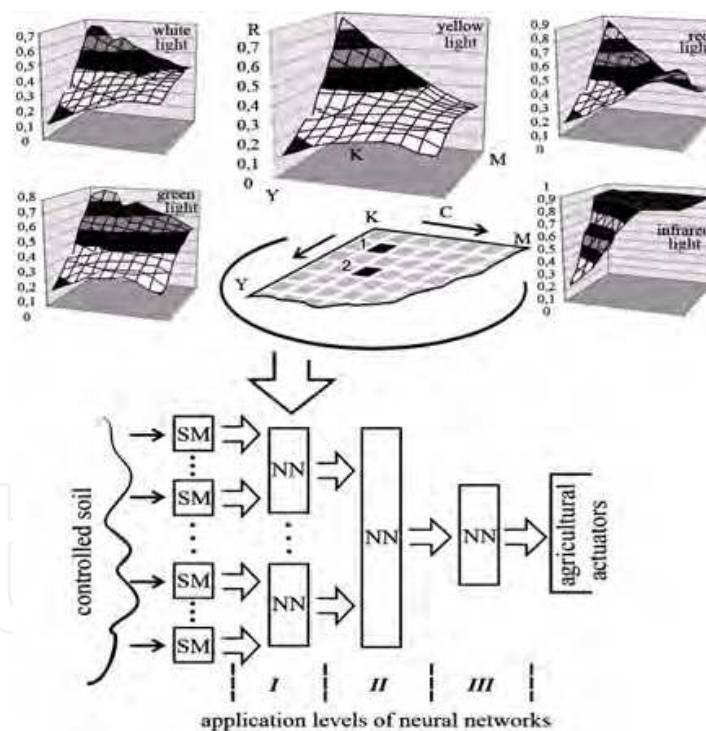 white
light
0,7
0,6
0,5
0,4
0,3
0,2
0,1
0
R
0,7
0,6
0,5
0,4
0,3
0,2
0,1
0
yellow
light
K
M
Y
0,9
0,8
0,7
0,6
0,5
0,4
0,3
0,2
0,1
0
light
green
light
0,8
0,7
0,6
0,5
0,4
0,3
0,2
0,1
0
K
C
M
1
2
Y
1
0,9
0,8
0,7
0,6
0,5
0,4
0,3
0,2
0,1
0
infrared
light
controlled soil
SM
SM
SM
SM
NN
NN
NN
NN
agricultural
actuators
I II III
application levels of neural networks